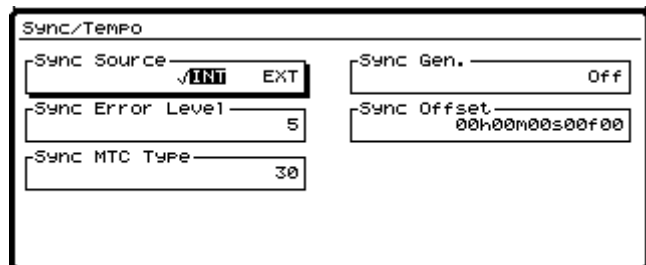 Sync/Tempo
Sync Source
√INT EXT
Sync Gen.
Off
Sync Error Level
5
Sync Offset
00h00m00s00f00
Sync MTC Type
30